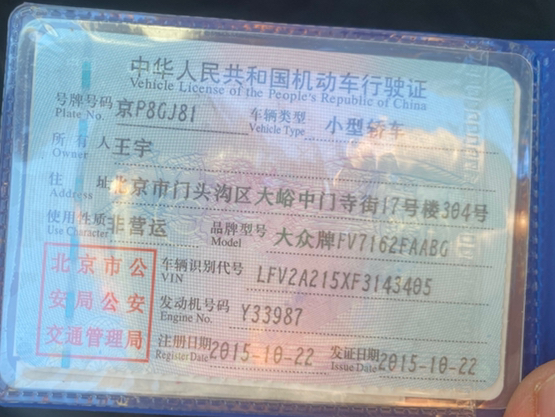 中华人民共和国机动车行驶证
Vehicle License of the People's Republic of China
号牌号码 京P8GJ81 车辆类型 小型轿车
Plate No. Vehicle Type
所有人 王宇
Owner
住址 北京市门头沟区大峪中门寺街17号楼304号
Address
使用性质 非营运 品牌型号 大众牌FV7162FAABG
Use Character Model
北京市公
安局公安
交通管理局
车辆识别代号 LFV2A215XF3143405
VIN
发动机号码 Y33987
Engine No.
注册日期 2015-10-22 发证日期 2015-10-22
Register Date Issue Date